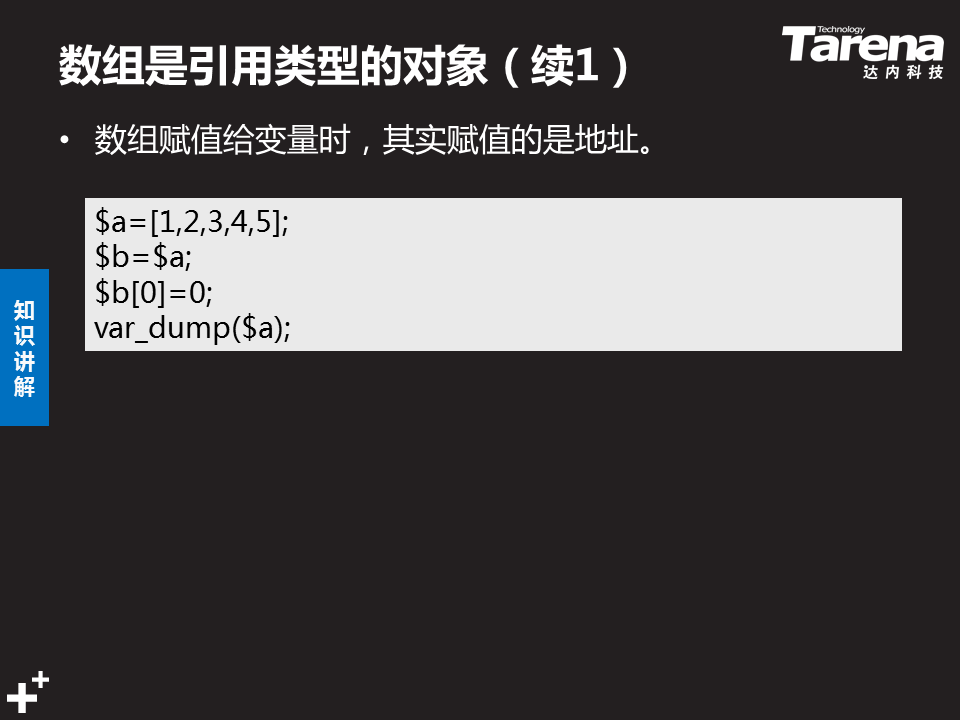 数组是引用类型的对象（续1）
Technology
Tarena
达内科技
• 数组赋值给变量时，其实赋值的是地址。
$a=[1,2,3,4,5];
$b=$a;
$b[0]=0;
var_dump($a);
知
识
讲
解